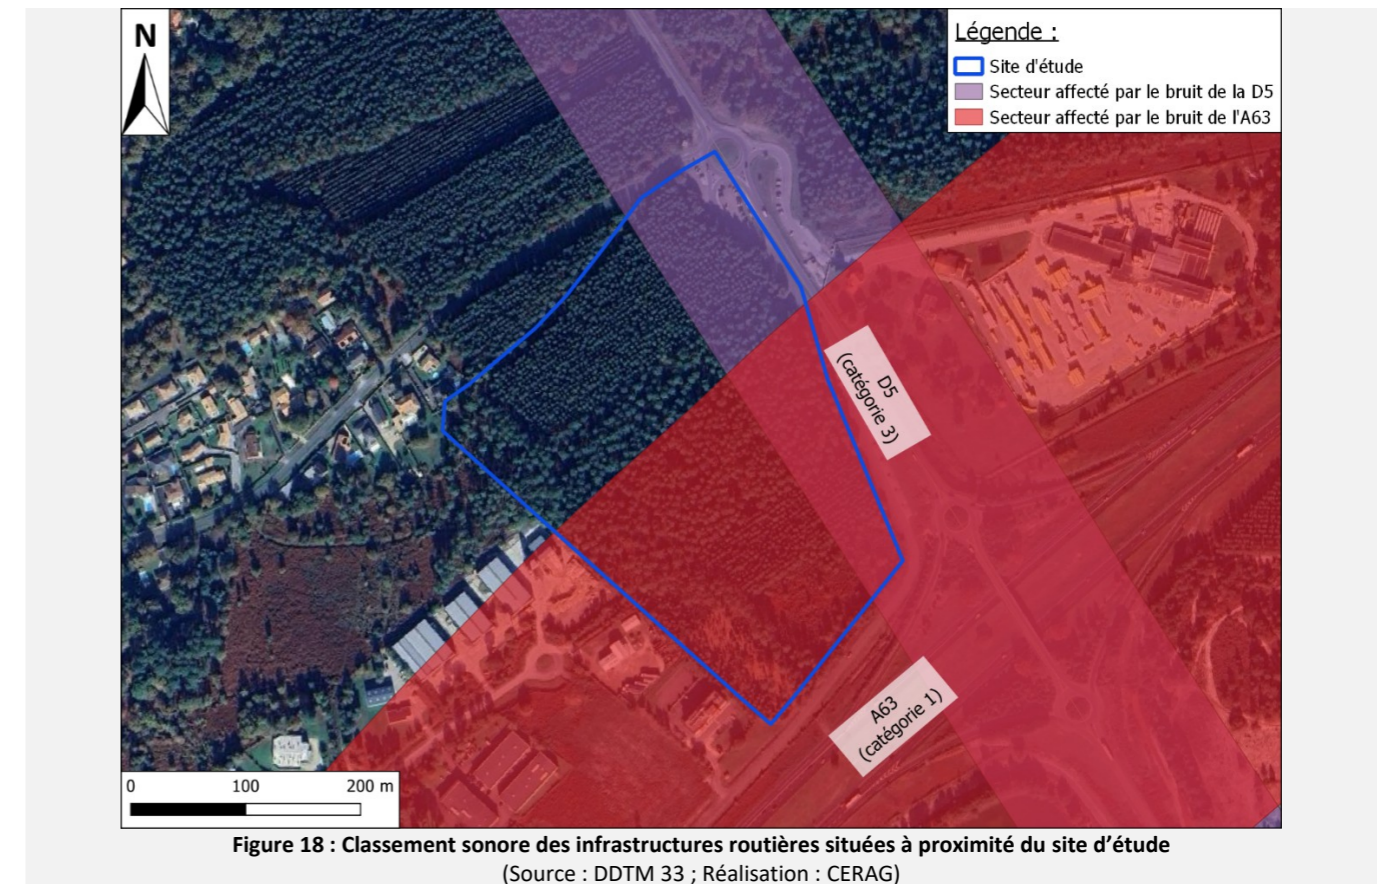 N
Légende :
Site d'étude
Secteur affecté par le bruit de la D5
Secteur affecté par le bruit de l'A63
D5
(catégorie 3)
A63
(catégorie 1)
0 100 200 m
Figure 18 : Classement sonore des infrastructures routières situées à proximité du site d’étude
(Source : DDTM 33 ; Réalisation : CERAG)